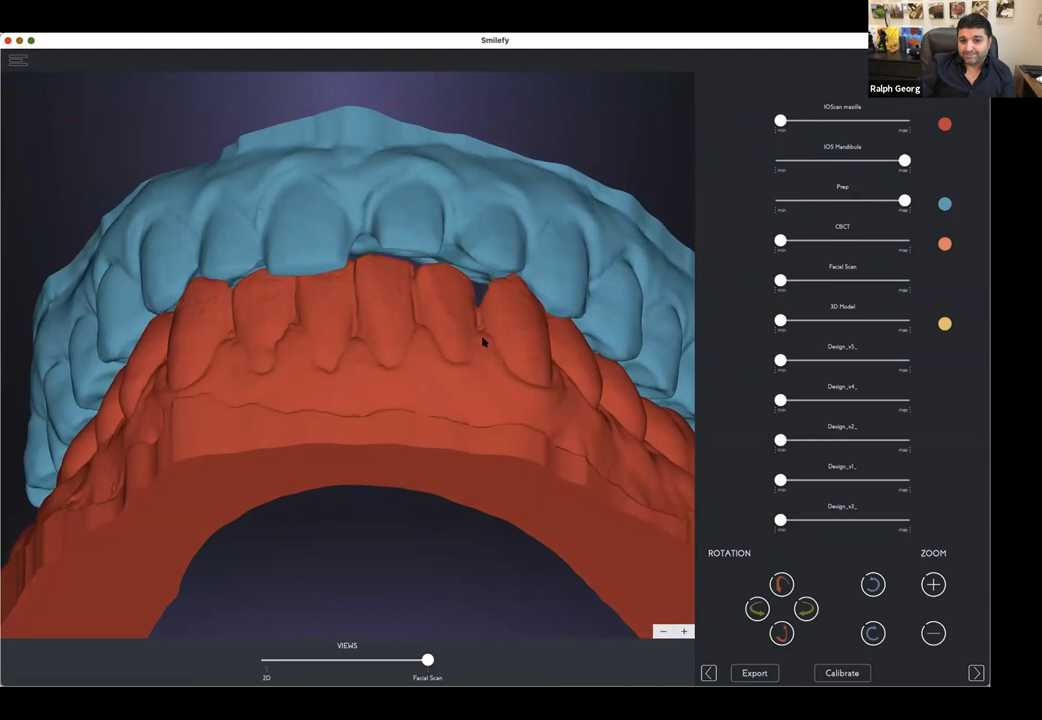 Smilefy
Ralph Georg
IOScan maxilla
min
max
IOS Mandibula
min
max
Prep
min
max
CBCT
min
max
Facial Scan
min
max
3D Model
min
max
Design_v5_
min
max
Design_v4_
min
max
Design_v2_
min
max
Design_v1_
min
max
Design_v3_
min
max
ROTATION
ZOOM
VIEWS
2D
Facial Scan
Export
Calibrate